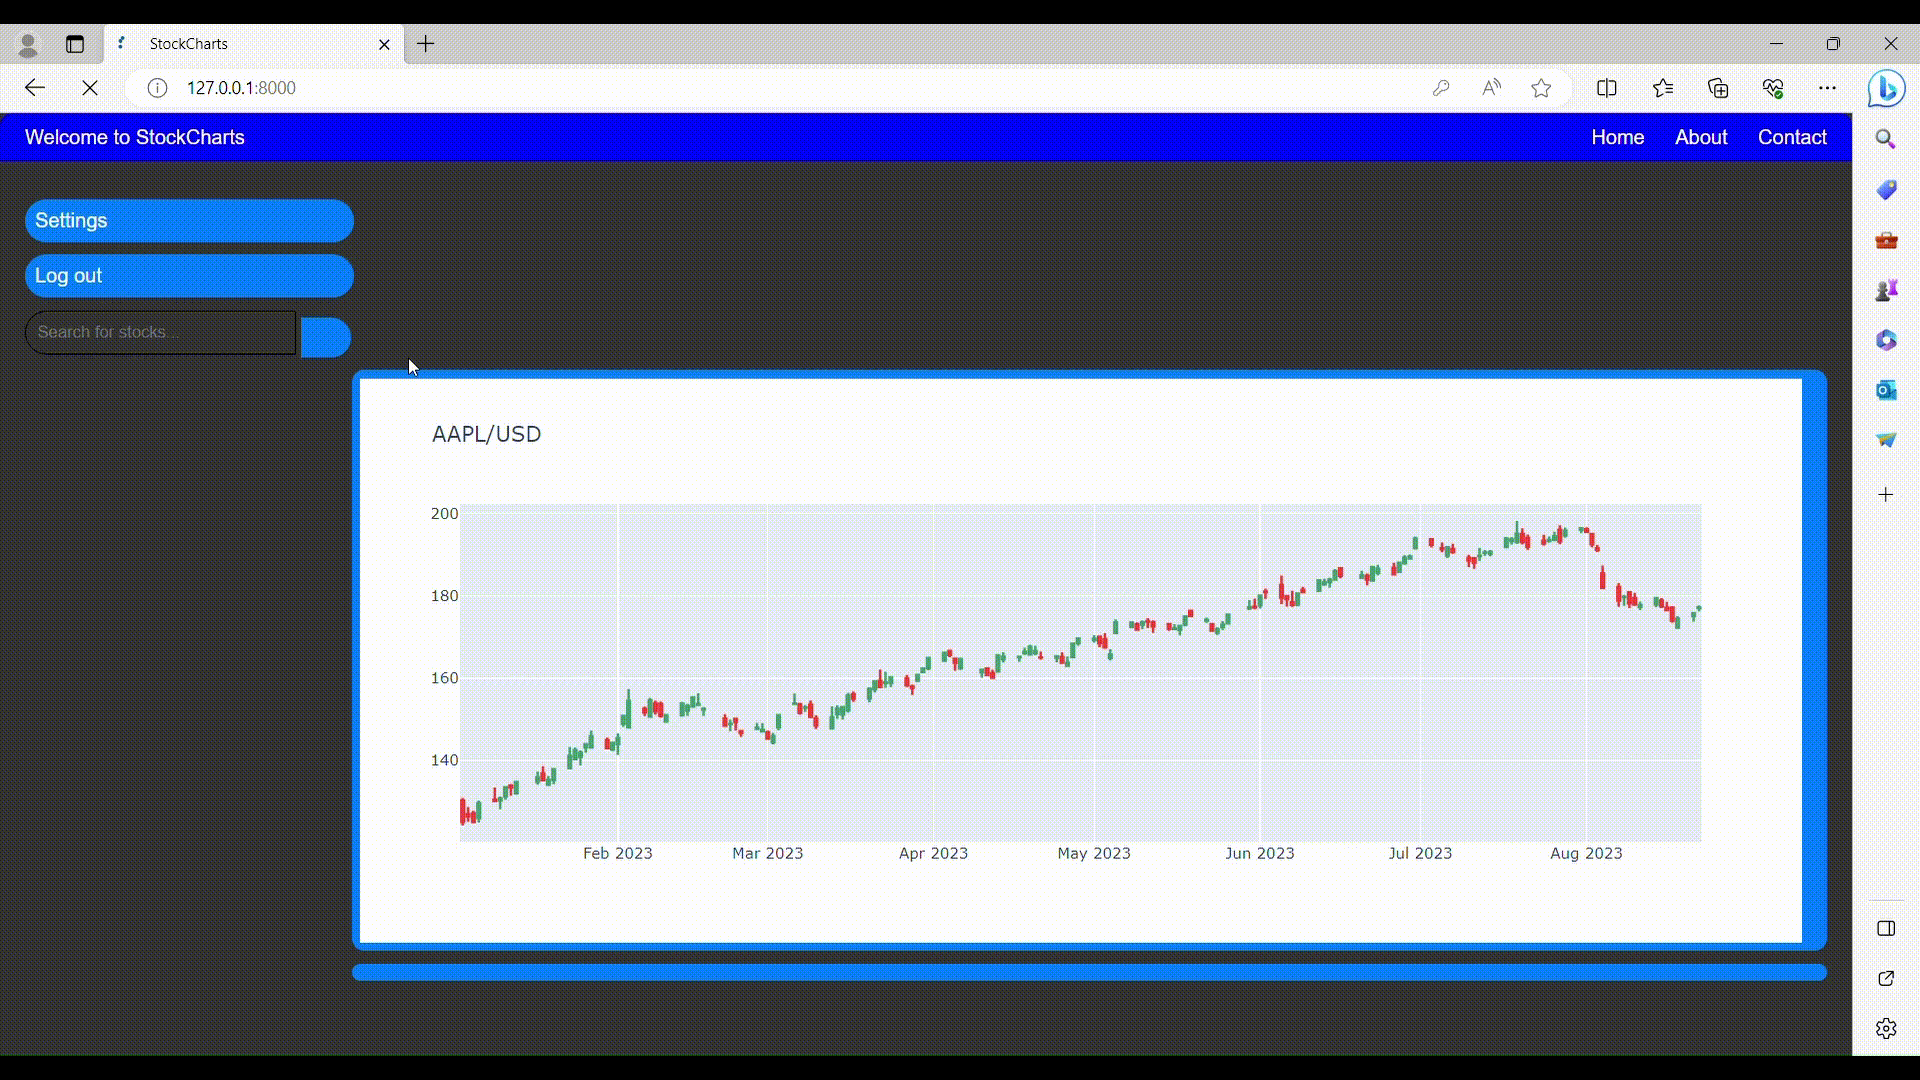 StockCharts
127.0.0.1:8000
Welcome to StockCharts
Home About Contact
Settings
Log out
Search for stocks...
AAPL/USD
200
180
160
140
Feb 2023 Mar 2023 Apr 2023 May 2023 Jun 2023 Jul 2023 Aug 2023